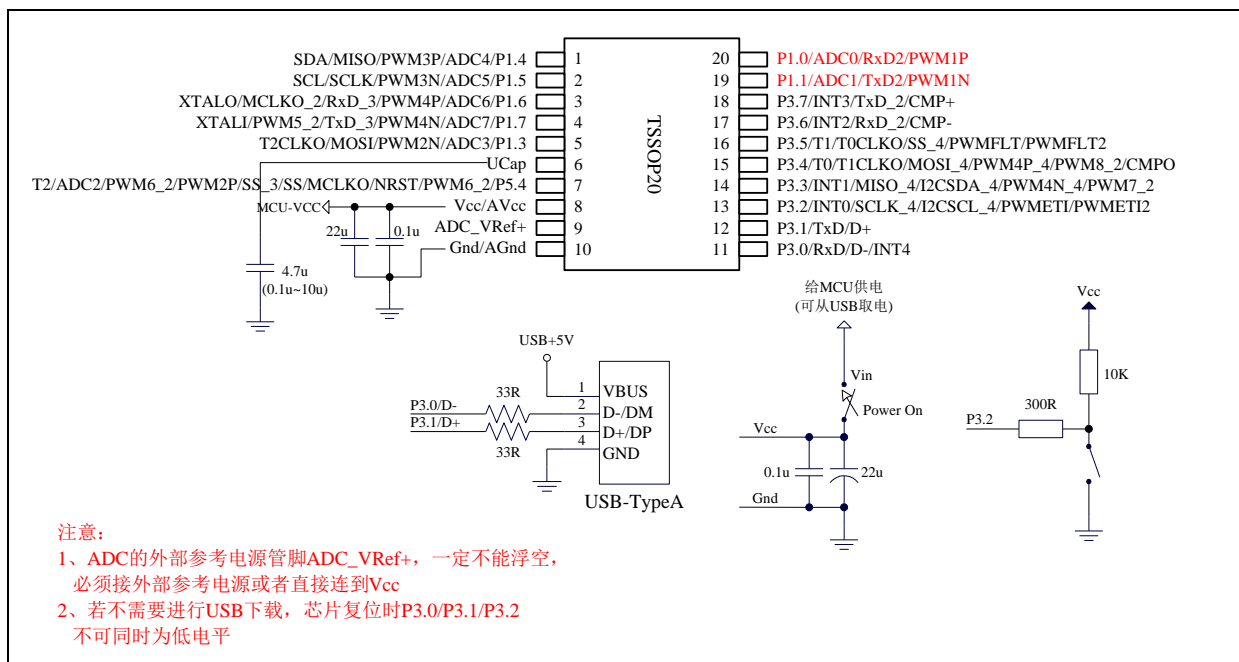 SDA/MISO/PWM3P/ADC4/P1.4 1
SCL/SCLK/PWM3N/ADC5/P1.5 2
XTALO/MCLKO_2/RxD_3/PWM4P/ADC6/P1.6 3
XTALI/PWM5_2/TxD_3/PWM4N/ADC7/P1.7 4
T2CLKO/MOSI/PWM2N/ADC3/P1.3 5
UCap 6
T2/ADC2/PWM6_2/PWM2P/SS_3/SS/MCLKO/NRST/PWM6_2/P5.4 7
MCU-VCC Vcc/AVcc 8
ADC_VRef+ 9
Gnd/AGnd 10
TSSOP20
20 P1.0/ADC0/RxD2/PWM1P
19 P1.1/ADC1/TxD2/PWM1N
18 P3.7/INT3/TxD_2/CMP+
17 P3.6/INT2/RxD_2/CMP-
16 P3.5/T1/T0CLKO/SS_4/PWMFLT/PWMFLT2
15 P3.4/T0/T1CLKO/MOSI_4/PWM4P_4/PWM8_2/CMPO
14 P3.3/INT1/MISO_4/I2CSDA_4/PWM4N_4/PWM7_2
13 P3.2/INT0/SCLK_4/I2CSCL_4/PWMETI/PWMETI2
12 P3.1/TxD/D+
11 P3.0/RxD/D-/INT4
22u 0.1u
4.7u
(0.1u~10u)
USB+5V
1 VBUS
2 D-/DM
3 D+/DP
4 GND
33R
P3.0/D-
P3.1/D+
33R
USB-TypeA
给MCU供电
(可从USB取电)
Vin
Power On
Vcc
0.1u 22u
Gnd
Vcc
10K
300R
P3.2
注意：
1、ADC的外部参考电源管脚ADC_VRef+，一定不能浮空，
必须接外部参考电源或者直接连到Vcc
2、若不需要进行USB下载，芯片复位时P3.0/P3.1/P3.2
不可同时为低电平